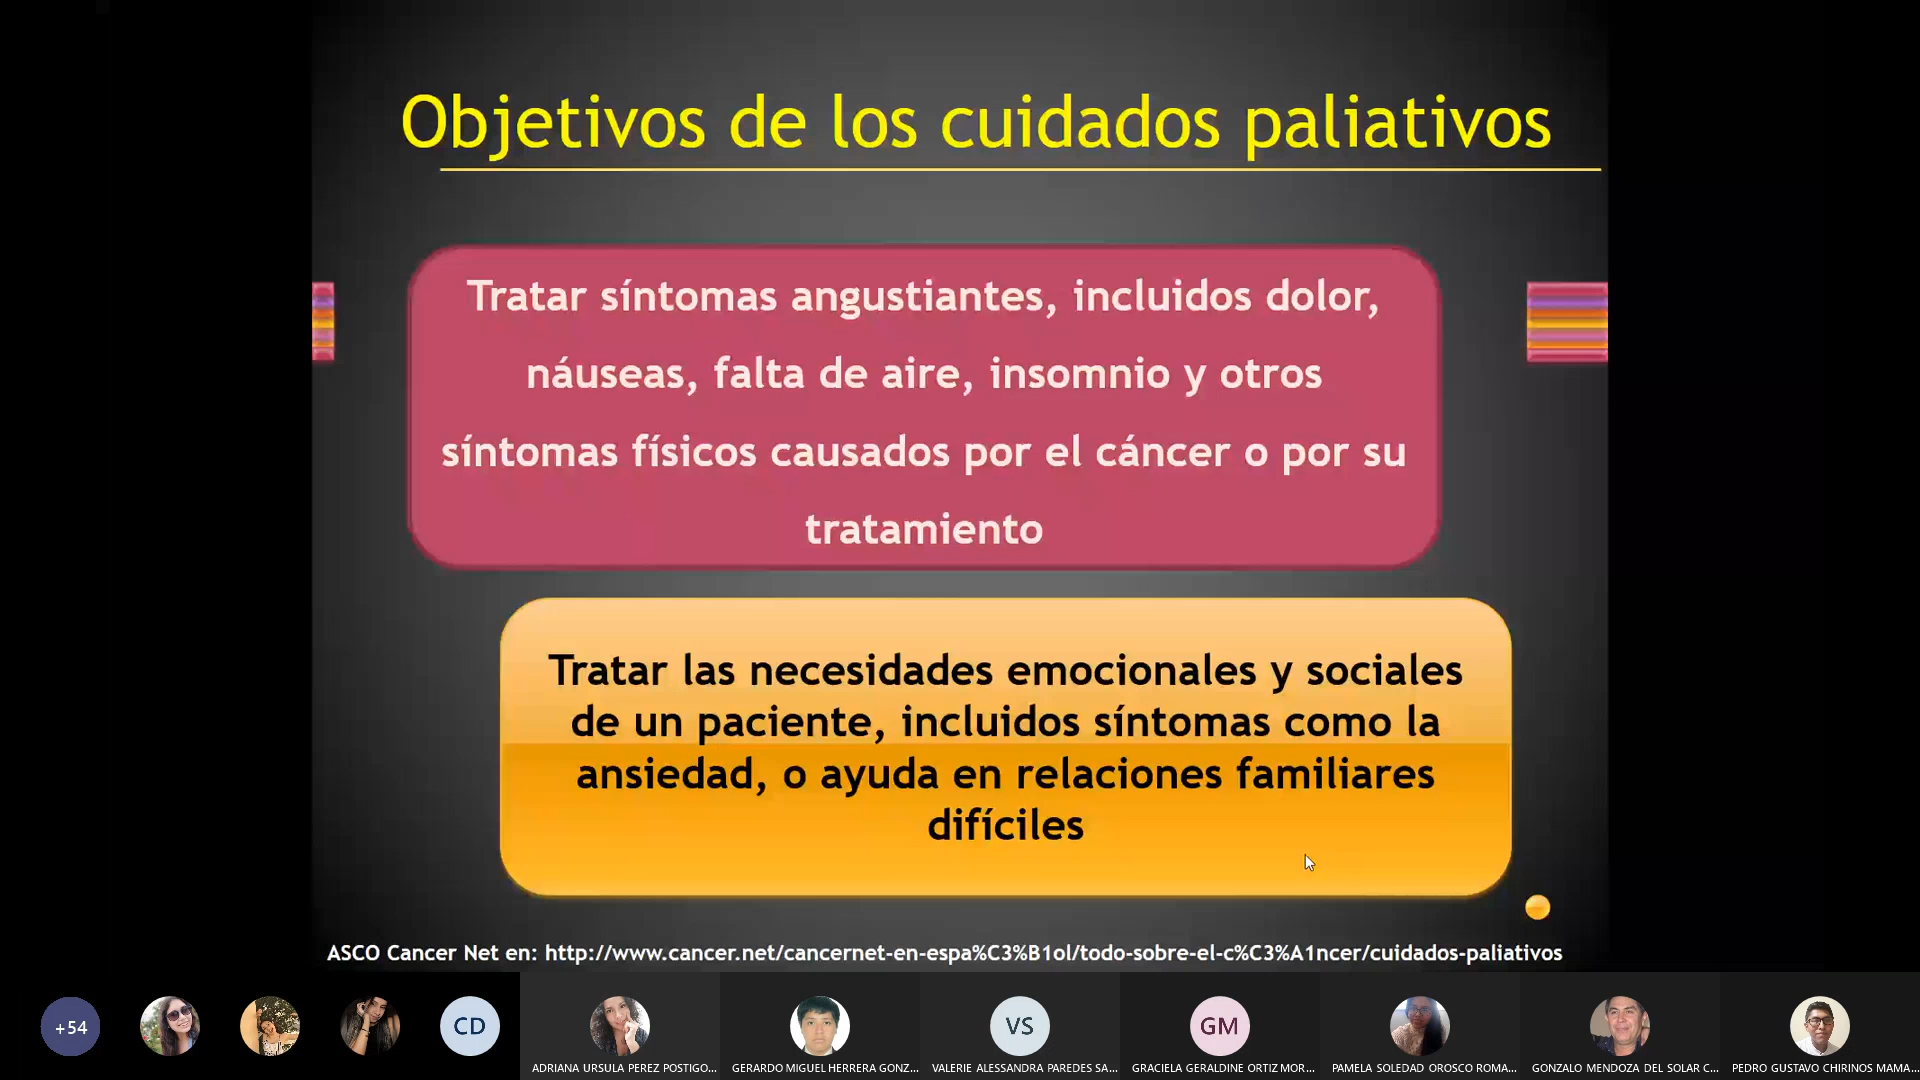 Objetivos de los cuidados paliativos
Tratar síntomas angustiantes, incluidos dolor,
náuseas, falta de aire, insomnio y otros
síntomas físicos causados por el cáncer o por su
tratamiento
Tratar las necesidades emocionales y sociales
de un paciente, incluidos síntomas como la
ansiedad, o ayuda en relaciones familiares
difíciles
ASCO Cancer Net en: http://www.cancer.net/cancernet-en-espa%C3%B1ol/todo-sobre-el-c%C3%A1ncer/cuidados-paliativos
+54
CD
VS
GM
ADRIANA URSULA PEREZ POSTIGO...
GERARDO MIGUEL HERRERA GONZ...
VALERIE ALESSANDRA PAREDES SA...
GRACIELA GERALDINE ORTIZ MOR...
PAMELA SOLEDAD OROSCO ROMA...
GONZALO MENDOZA DEL SOLAR C...
PEDRO GUSTAVO CHIRINOS MAMA...